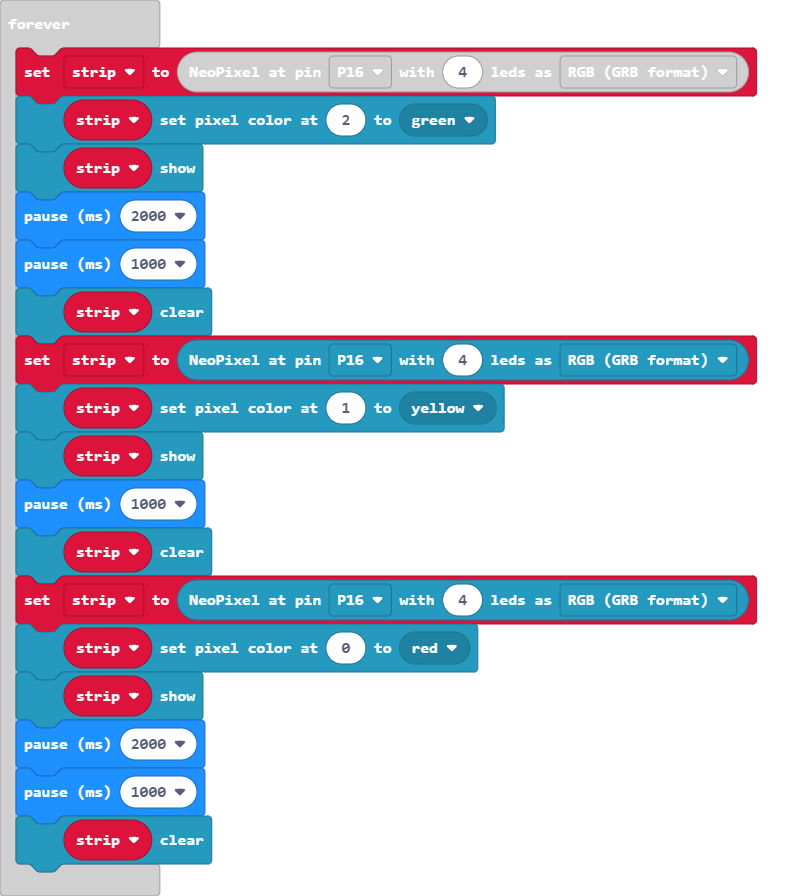 forever
set strip to NeoPixel at pin P16 with 4 leds as RGB (GRB format)
strip set pixel color at 2 to green
strip show
pause (ms) 2000
pause (ms) 1000
strip clear
set strip to NeoPixel at pin P16 with 4 leds as RGB (GRB format)
strip set pixel color at 1 to yellow
strip show
pause (ms) 1000
strip clear
set strip to NeoPixel at pin P16 with 4 leds as RGB (GRB format)
strip set pixel color at 0 to red
strip show
pause (ms) 2000
pause (ms) 1000
strip clear